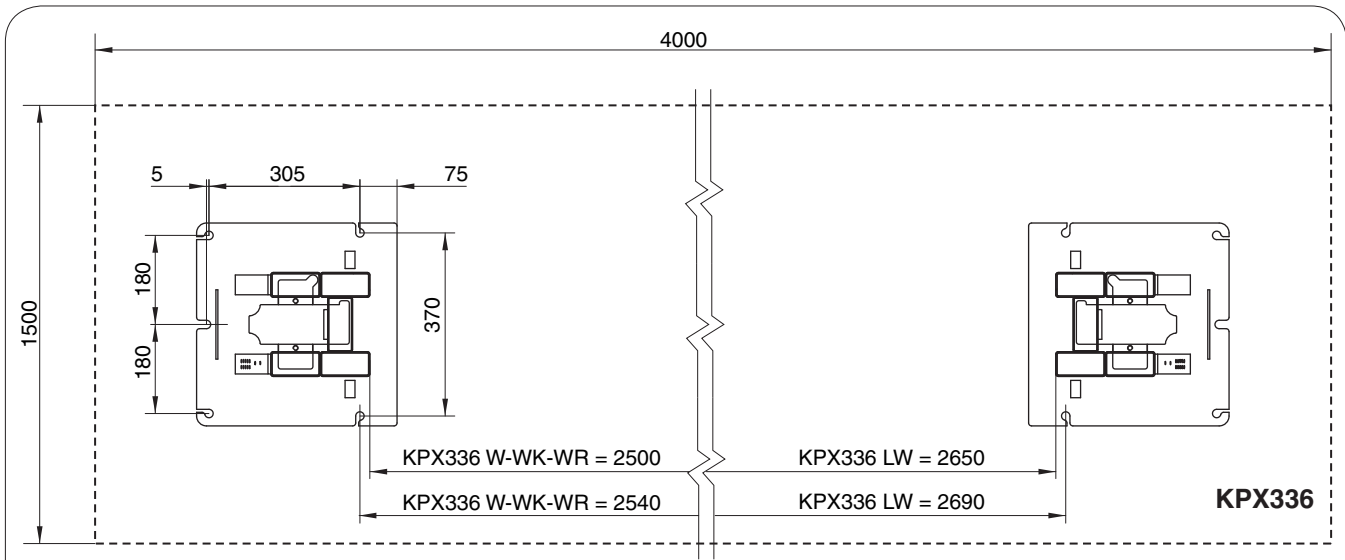 4000
5 305 75
180
370
1500
180
KPX336 W-WK-WR = 2500 KPX336 LW = 2650
KPX336 W-WK-WR = 2540 KPX336 LW = 2690
KPX336